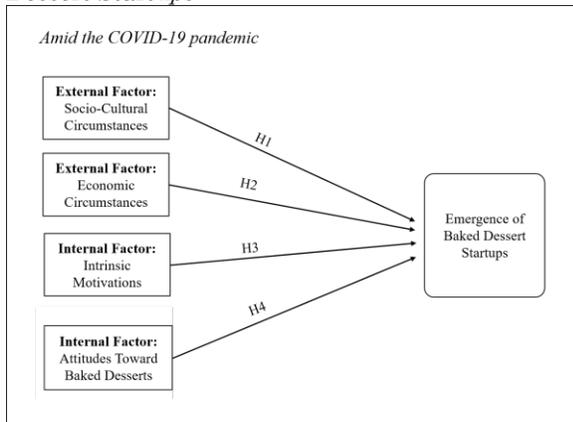 Amid the COVID-19 pandemic
External Factor:
Socio-Cultural
Circumstances
H1
External Factor:
Economic
Circumstances
H2
Internal Factor:
Intrinsic
Motivations
H3
Internal Factor:
Attitudes Toward
Baked Desserts
H4
Emergence of
Baked Dessert
Startups